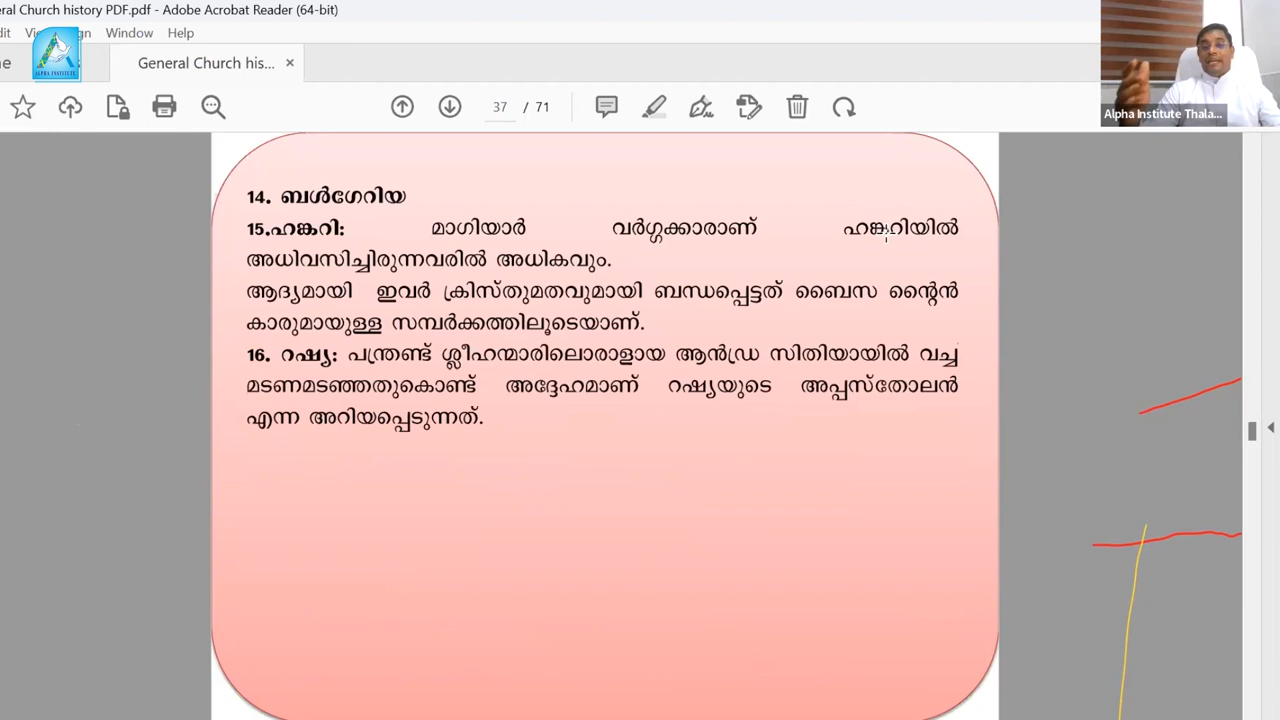 eral Church history PDF.pdf - Adobe Acrobat Reader (64-bit)
Window Help
ALPHA INSTITUTE
General Church his... ×
37 / 71
Alpha Institute Thala...
14. ബൾഗേറിയ
15.ഹങ്കറി: മാഗിയാർ വർഗ്ഗക്കാരാണ് ഹങ്കറിയിൽ
അധിവസിച്ചിരുന്നവരിൽ അധികവും.
ആദ്യമായി ഇവർ ക്രിസ്തുമതവുമായി ബന്ധപ്പെട്ടത് ബൈസ ന്റൈൻ
കാരുമായുള്ള സമ്പർക്കത്തിലൂടെയാണ്.
16. റഷ്യ: പന്ത്രണ്ട് ശ്ലീഹന്മാരിലൊരാളായ ആൻഡ്ര സിതിയായിൽ വച്ച
മടണമടഞ്ഞതുകൊണ്ട് അദ്ദേഹമാണ് റഷ്യയുടെ അപ്പസ്തോലൻ
എന്ന അറിയപ്പെടുന്നത്.